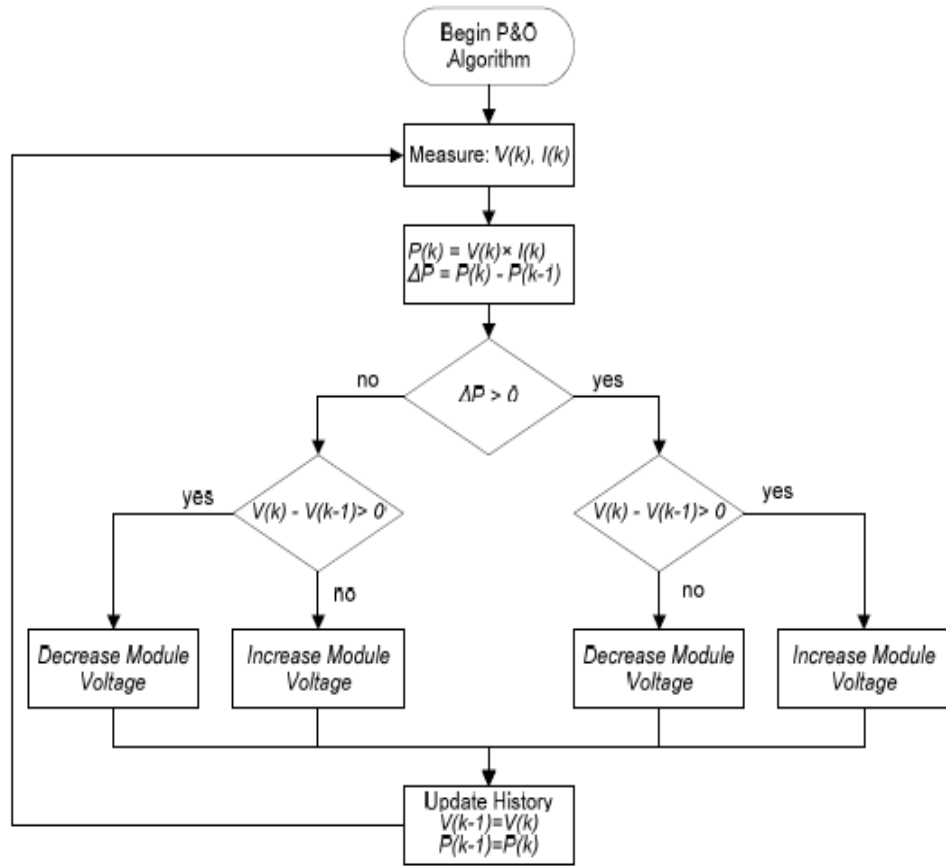 Begin P&O
Algorithm
Measure: V(k), I(k)
P(k) = V(k)× I(k)
ΔP = P(k) - P(k-1)
no
ΔP > 0
yes
yes
V(k) - V(k-1)> 0
no
V(k) - V(k-1)> 0
yes
no
Decrease Module
Voltage
Increase Module
Voltage
Decrease Module
Voltage
Increase Module
Voltage
Update History
V(k-1)=V(k)
P(k-1)=P(k)